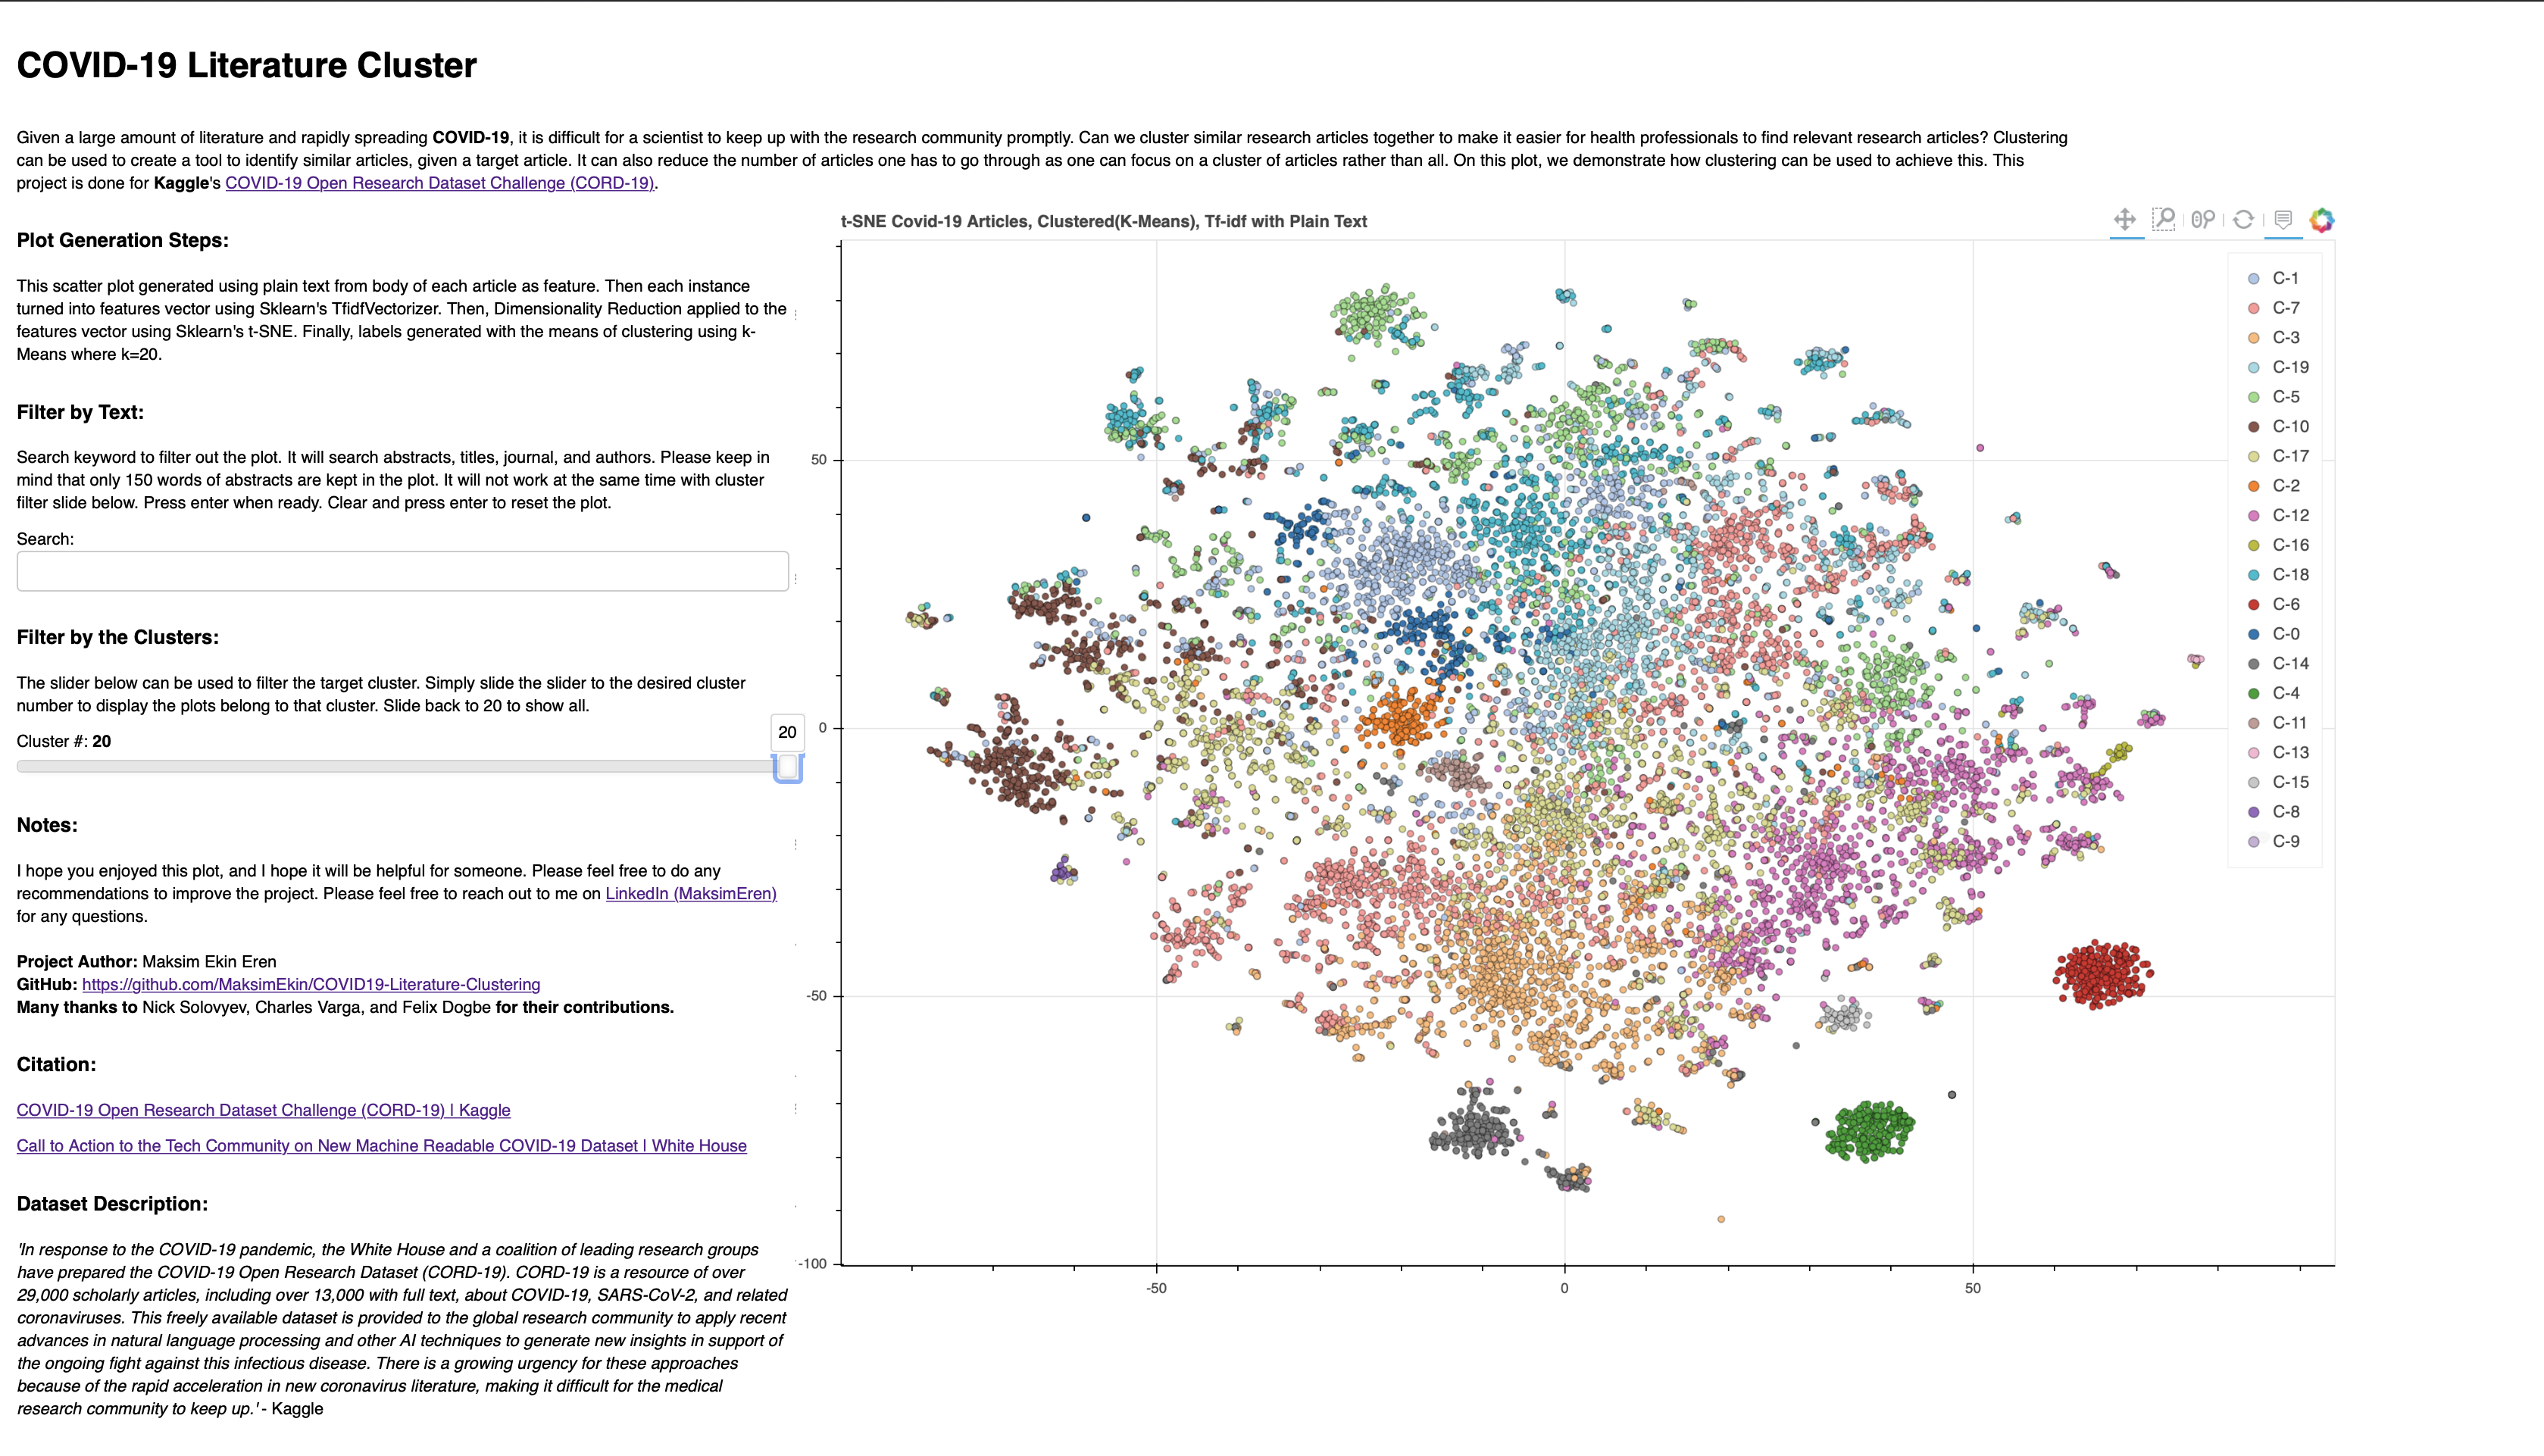 COVID-19 Literature Cluster
Given a large amount of literature and rapidly spreading COVID-19, it is difficult for a scientist to keep up with the research community promptly. Can we cluster similar research articles together to make it easier for health professionals to find relevant research articles? Clustering
can be used to create a tool to identify similar articles, given a target article. It can also reduce the number of articles one has to go through as one can focus on a cluster of articles rather than all. On this plot, we demonstrate how clustering can be used to achieve this. This
project is done for Kaggle's COVID-19 Open Research Dataset Challenge (CORD-19).
Plot Generation Steps:
This scatter plot generated using plain text from body of each article as feature. Then each instance
turned into features vector using Sklearn's TfidfVectorizer. Then, Dimensionality Reduction applied to the
features vector using Sklearn's t-SNE. Finally, labels generated with the means of clustering using k-
Means where k=20.
Filter by Text:
Search keyword to filter out the plot. It will search abstracts, titles, journal, and authors. Please keep in
mind that only 150 words of abstracts are kept in the plot. It will not work at the same time with cluster
filter slide below. Press enter when ready. Clear and press enter to reset the plot.
Search:
Filter by the Clusters:
The slider below can be used to filter the target cluster. Simply slide the slider to the desired cluster
number to display the plots belong to that cluster. Slide back to 20 to show all.
20
Cluster #: 20
Notes:
I hope you enjoyed this plot, and I hope it will be helpful for someone. Please feel free to do any
recommendations to improve the project. Please feel free to reach out to me on LinkedIn (MaksimEren)
for any questions.
Project Author: Maksim Ekin Eren
GitHub: https://github.com/MaksimEkin/COVID19-Literature-Clustering
Many thanks to Nick Solovyev, Charles Varga, and Felix Dogbe for their contributions.
Citation:
COVID-19 Open Research Dataset Challenge (CORD-19) | Kaggle
Call to Action to the Tech Community on New Machine Readable COVID-19 Dataset | White House
Dataset Description:
'In response to the COVID-19 pandemic, the White House and a coalition of leading research groups
have prepared the COVID-19 Open Research Dataset (CORD-19). CORD-19 is a resource of over
29,000 scholarly articles, including over 13,000 with full text, about COVID-19, SARS-CoV-2, and related
coronaviruses. This freely available dataset is provided to the global research community to apply recent
advances in natural language processing and other AI techniques to generate new insights in support of
the ongoing fight against this infectious disease. There is a growing urgency for these approaches
because of the rapid acceleration in new coronavirus literature, making it difficult for the medical
research community to keep up.' - Kaggle
t-SNE Covid-19 Articles, Clustered(K-Means), Tf-idf with Plain Text
50
0
-50
-100
-50
0
50
C-1
C-7
C-3
C-19
C-5
C-10
C-17
C-2
C-12
C-16
C-18
C-6
C-0
C-14
C-4
C-11
C-13
C-15
C-8
C-9